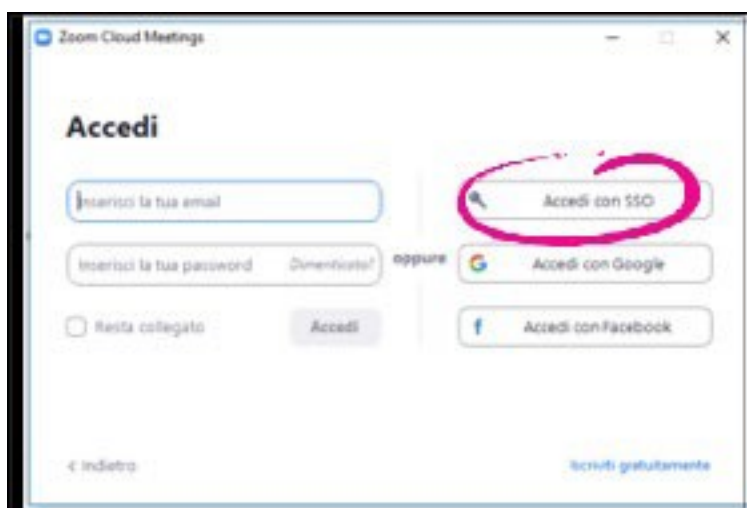 Zoom Cloud Meetings
Accedi
Inserisci la tua email
Accedi con SSO
Inserisci la tua password Dimenticato?
oppure
Accedi con Google
Resta collegato
Accedi
Accedi con Facebook
< Indietro
Iscriviti gratuitamente